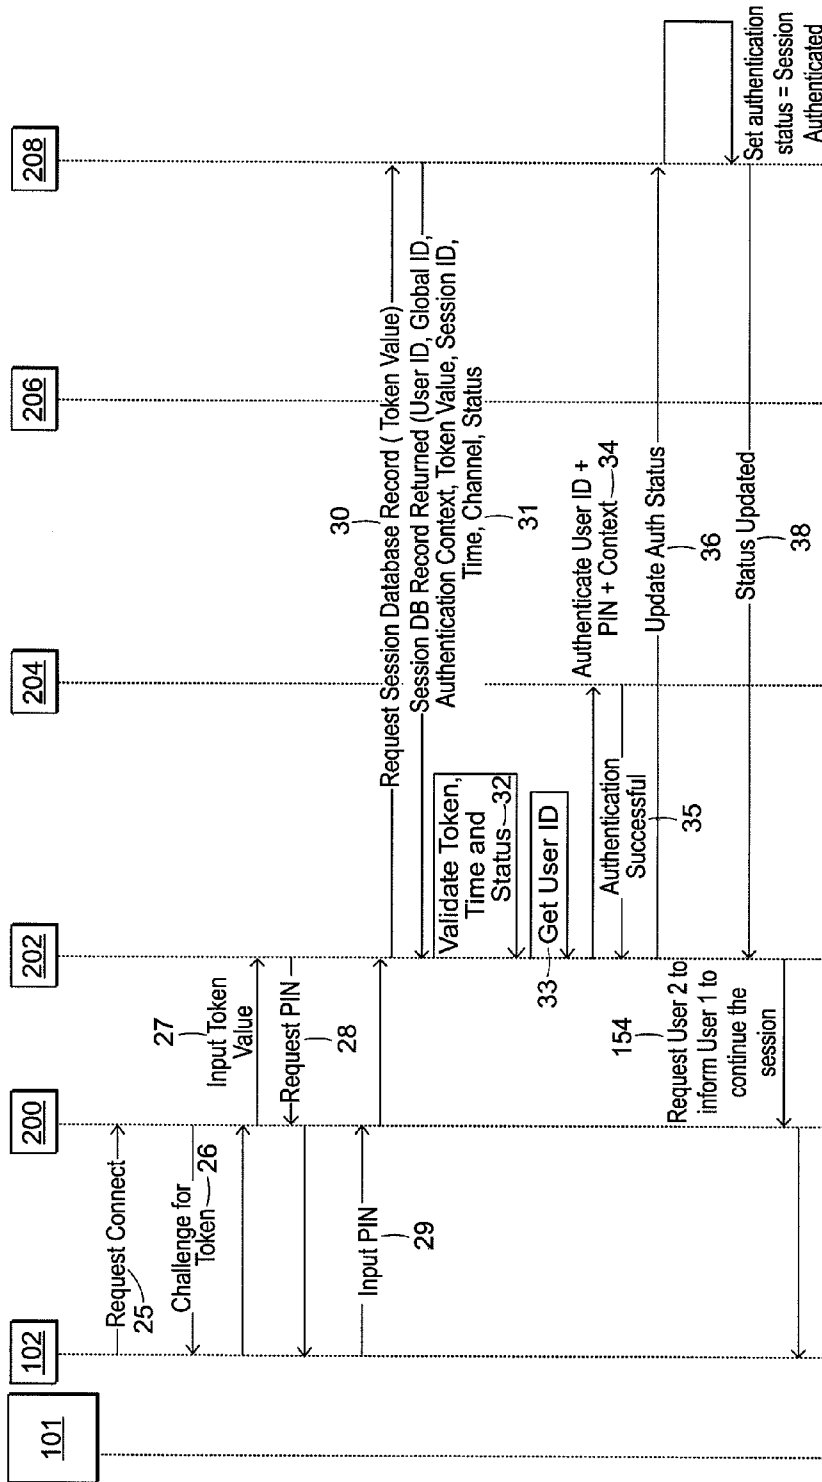 101
102
200
202
204
206
208
Request Connect
25
Challenge for
Token
26
27
Input Token
Value
Request PIN
28
Input PIN
29
30
Request Session Database Record ( Token Value)
Session DB Record Returned (User ID, Global ID,
Authentication Context, Token Value, Session ID,
Time, Channel, Status
31
Validate Token,
Time and
Status
32
Get User ID
33
Authenticate User ID +
PIN + Context
34
Authentication
Successful
35
Update Auth Status
36
Set authentication
status = Session
Authenticated
Status Updated
38
154
Request User 2 to
inform User 1 to
continue the
session